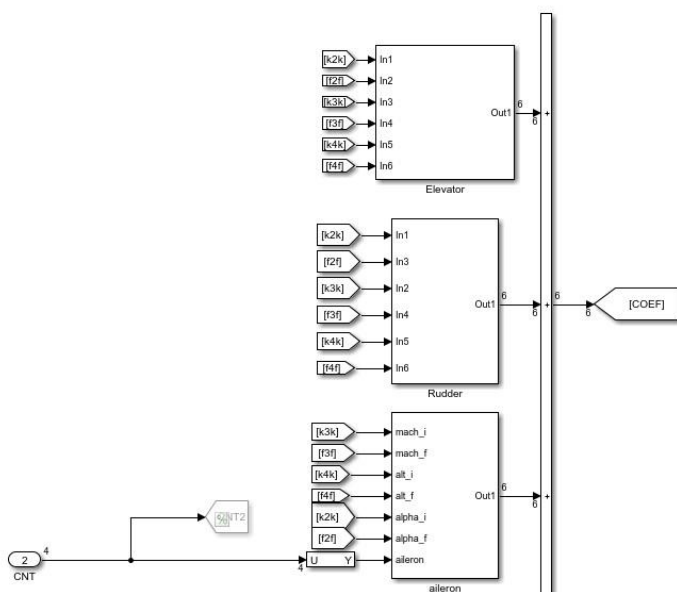 [k2k]
In1
[f2f]
In2
[k3k]
In3
6
[f3f]
In4
Out1
6
+
[k4k]
In5
[f4f]
In6
Elevator
[k2k]
In1
[f2f]
In3
[k3k]
In2
[f3f]
In4
Out1
6
6
+
6
6
[COEF]
[k4k]
In5
[f4f]
In6
Rudder
[k3k]
mach_i
[f3f]
mach_f
[k4k]
alt_i
[f4f]
alt_f
Out1
6
6
+
[k2k]
alpha_i
[f2f]
alpha_f
4
2
CNT
4
U Y
aileron
aileron